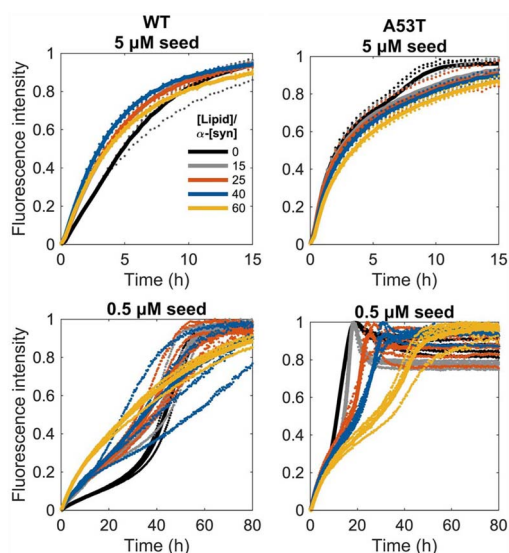 WT
5 µM seed
Fluorescence intensity
1
0.8
0.6
0.4
0.2
0
0 5 10 15
Time (h)
[Lipid]/
α-[syn]
0
15
25
40
60
A53T
5 µM seed
1
0.8
0.6
0.4
0.2
0
0 5 10 15
Time (h)
0.5 µM seed
Fluorescence intensity
1
0.8
0.6
0.4
0.2
0
0 20 40 60 80
Time (h)
0.5 µM seed
1
0.8
0.6
0.4
0.2
0
0 20 40 60 80
Time (h)